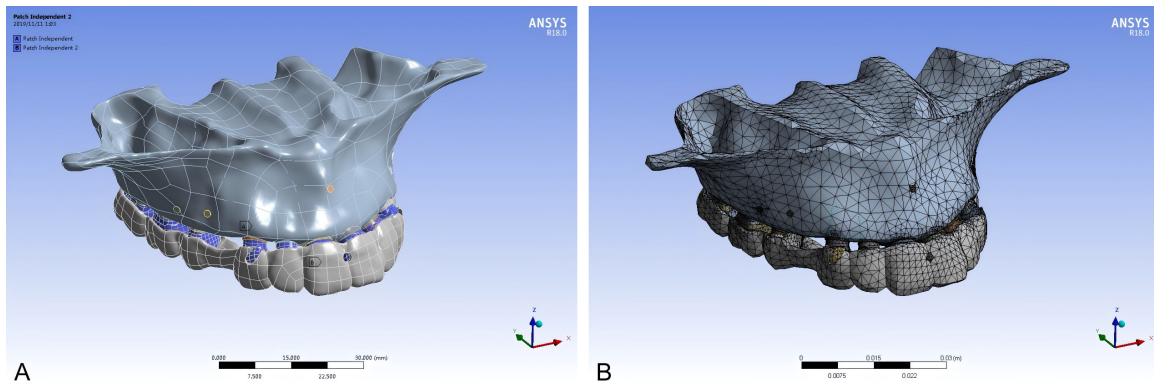 Patch Independent 2
2019/11/11 1:03
A Patch Independent
B Patch Independent 2
ANSYS
R18.0
A
B
Z
Y
X
0.000 15.000 30.000 (mm)
7.500 22.500
A
ANSYS
R18.0
Z
Y
X
0 0.015 0.03 (m)
0.0075 0.022
B